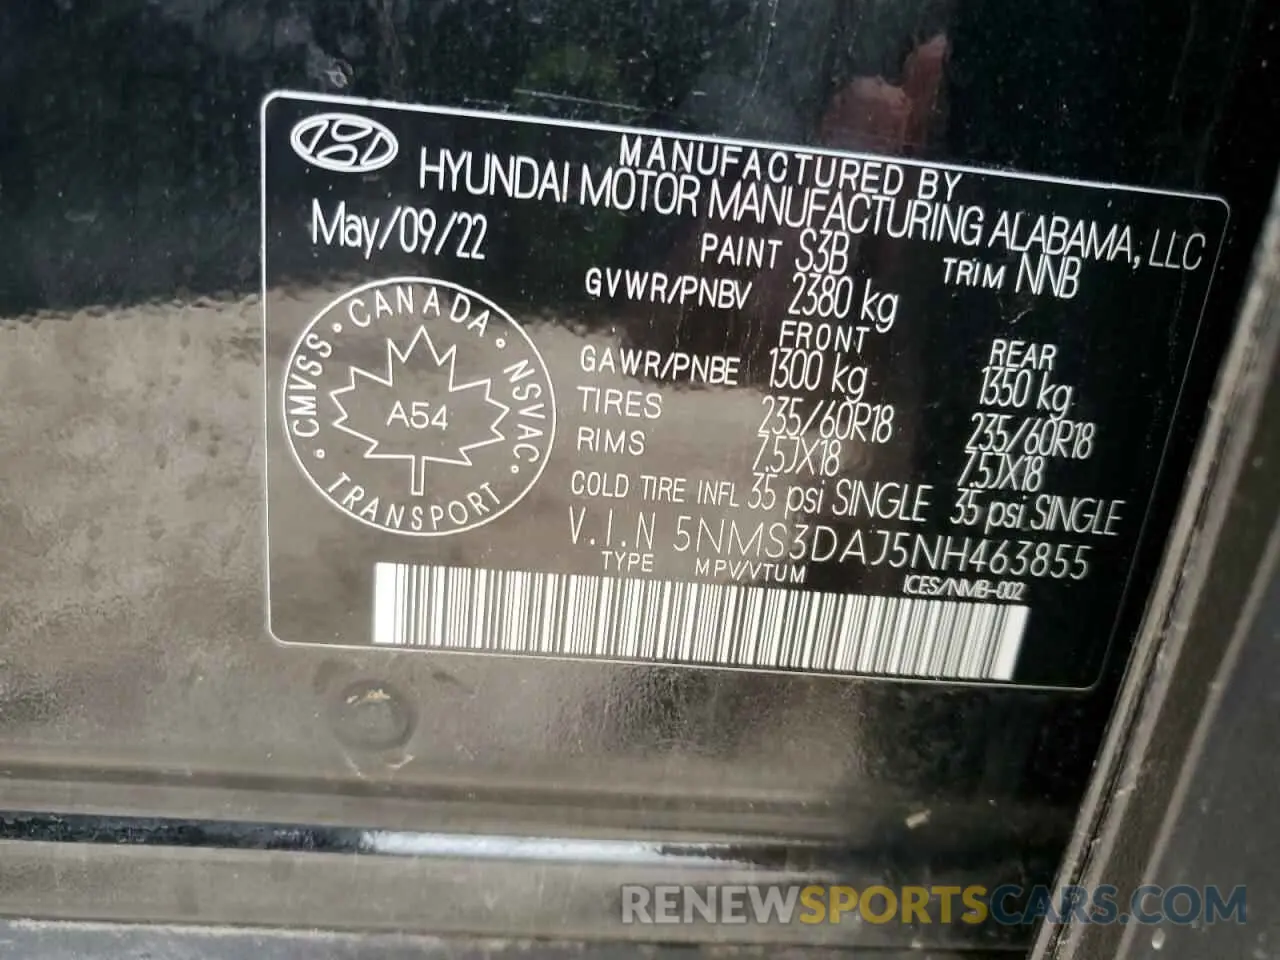 MANUFACTURED BY
HYUNDAI MOTOR MANUFACTURING ALABAMA, LLC
May/09/22
PAINT S3B TRIM NNB
GVWR/PNBV 2380 kg
FRONT REAR
GAWR/PNBE 1300 kg 1350 kg
TIRES 235/60R18 235/60R18
RIMS 7.5JX18 7.5JX18
COLD TIRE INFL 35 psi SINGLE 35 psi SINGLE
V.I.N 5NMS3DAJ5NH463855
TYPE MPV/VTUM
ICES/NMB-002
CMVSS · CANADA · NSVAC · TRANSPORT ·
A54
RENEWSPORTSCARS.COM